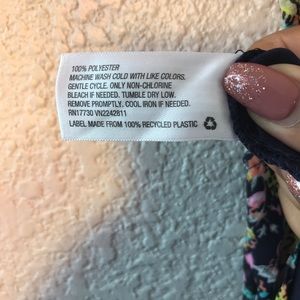 100% POLYESTER
MACHINE WASH COLD WITH LIKE COLORS.
GENTLE CYCLE. ONLY NON-CHLORINE
BLEACH IF NEEDED. TUMBLE DRY LOW.
REMOVE PROMPTLY. COOL IRON IF NEEDED.
RN17730 VN2242811
LABEL MADE FROM 100% RECYCLED PLASTIC